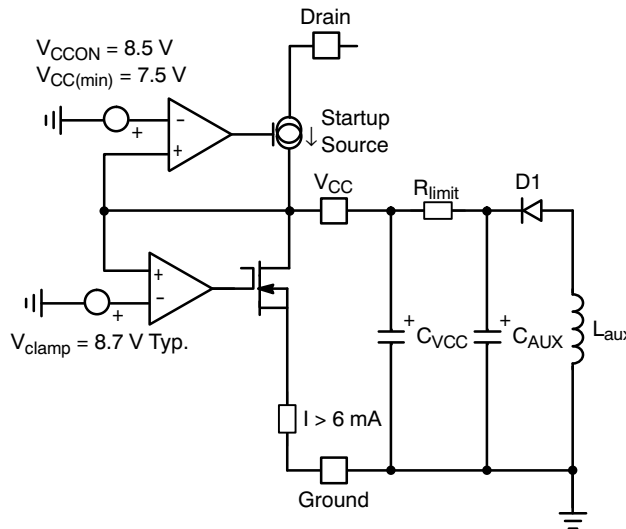 Drain
V_CCON = 8.5 V
V_CC(min) = 7.5 V
−
+
+
Startup
Source
V_CC
R_limit
D1
+
−
+
V_clamp = 8.7 V Typ.
+
C_VCC
+
C_AUX
L_aux
I > 6 mA
Ground